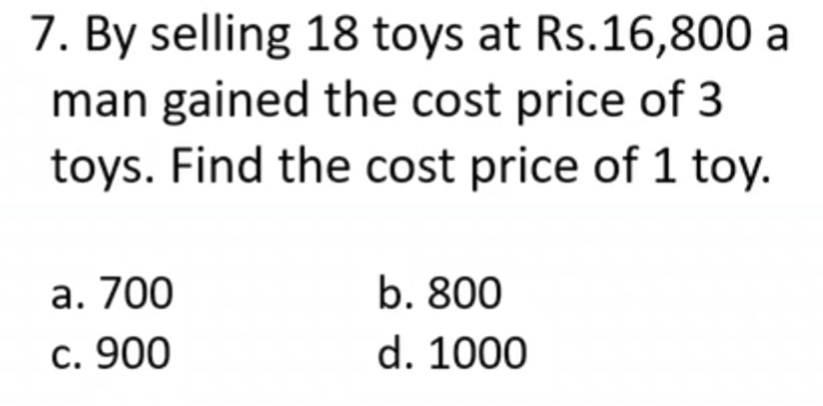 7. By selling 18 toys at Rs.16,800 a
man gained the cost price of 3
toys. Find the cost price of 1 toy.
a. 700 b. 800
c. 900 d. 1000